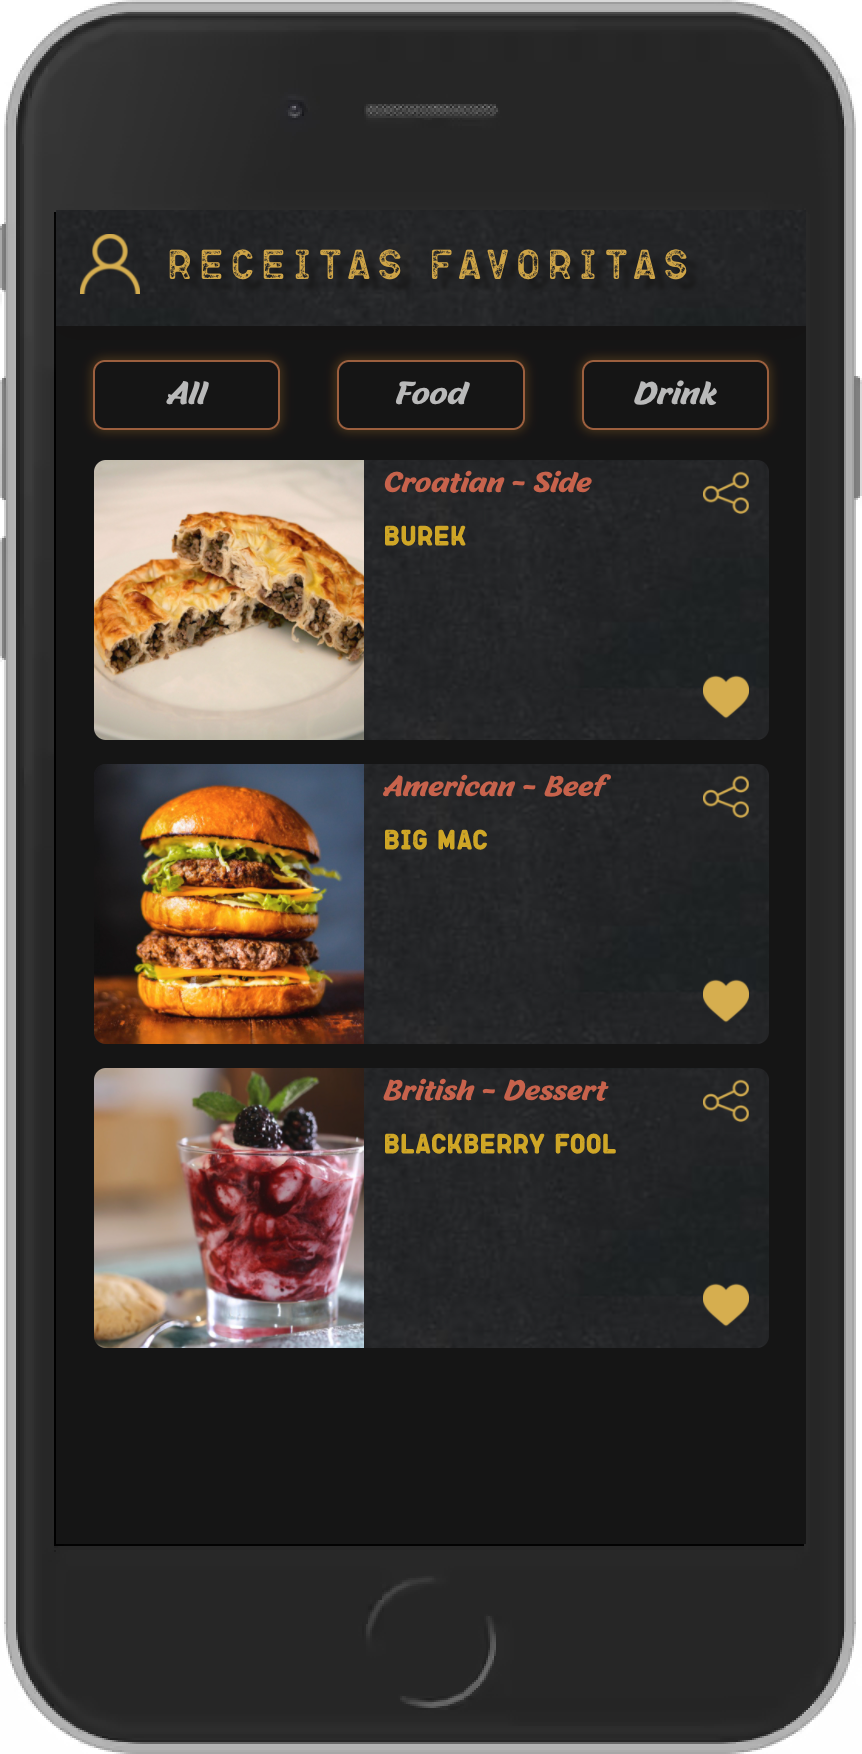 RECEITAS FAVORITAS
All
Food
Drink
Croatian - Side
BUREK
American - Beef
BIG MAC
British - Dessert
BLACKBERRY FOOL